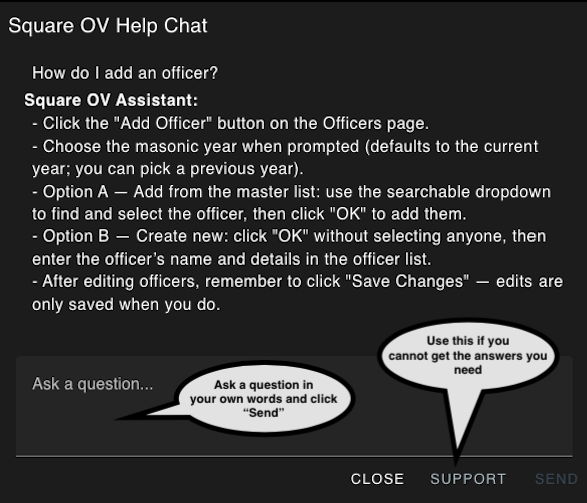 Square OV Help Chat
How do I add an officer?
Square OV Assistant:
- Click the "Add Officer" button on the Officers page.
- Choose the masonic year when prompted (defaults to the current
year; you can pick a previous year).
- Option A — Add from the master list: use the searchable dropdown
to find and select the officer, then click "OK" to add them.
- Option B — Create new: click "OK" without selecting anyone, then
enter the officer’s name and details in the officer list.
- After editing officers, remember to click "Save Changes" — edits are
only saved when you do.
Use this if you
cannot get the answers you
need
Ask a question...
Ask a question in
your own words and click
“Send”
CLOSE SUPPORT SEND